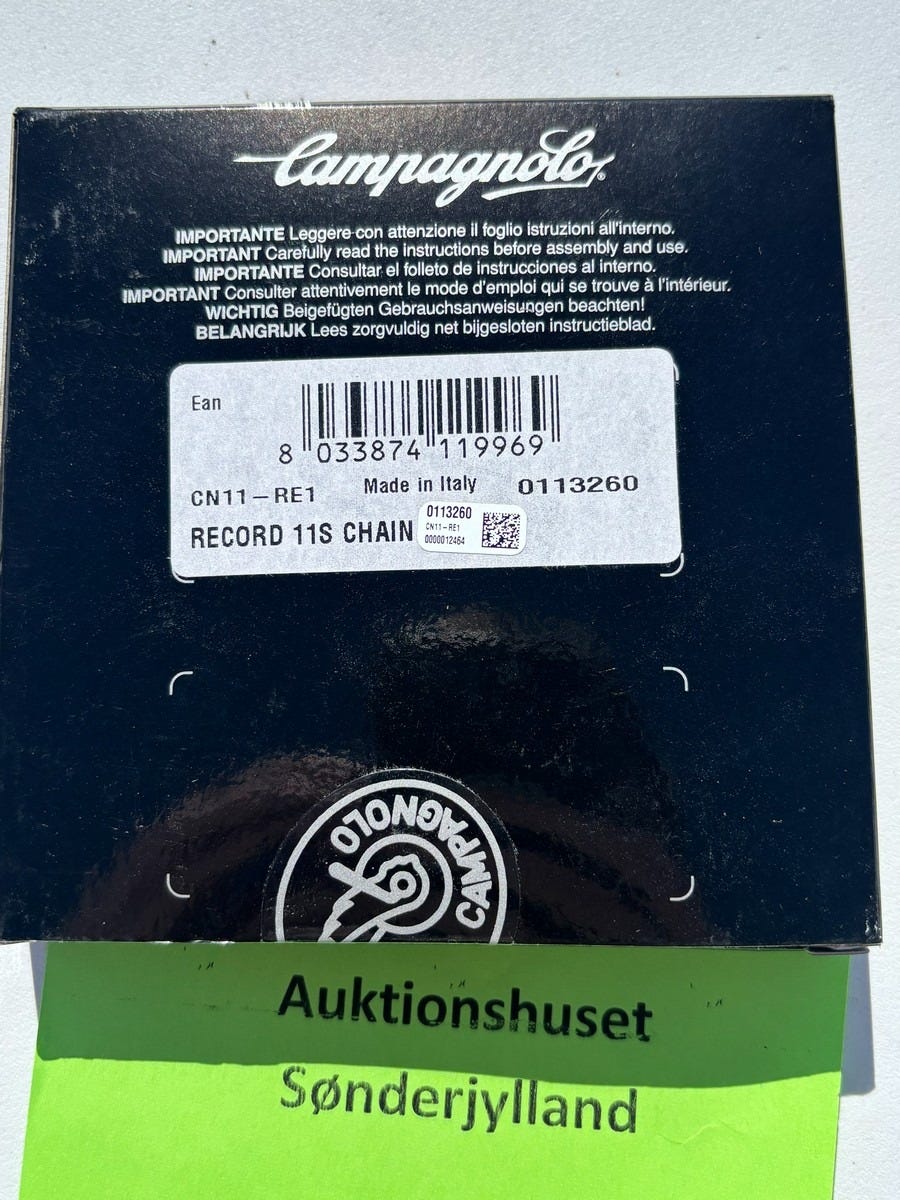 Campagnolo®
IMPORTANTE Leggere con attenzione il foglio istruzioni all'interno.
IMPORTANT Carefully read the instructions before assembly and use.
IMPORTANTE Consultar el folleto de instrucciones al interno.
IMPORTANT Consulter attentivement le mode d'emploi qui se trouve à l'intérieur.
WICHTIG Beigefügten Gebrauchsanweisungen beachten!
BELANGRIJK Lees zorgvuldig net bijgesloten instructieblad.
Ean
8 033874 119969
CN11-RE1 Made in Italy 0113260
RECORD 11S CHAIN
0113260
CN11-RE1
0000012464
CAMPAGNOLO
Auktionshuset
Sønderjylland